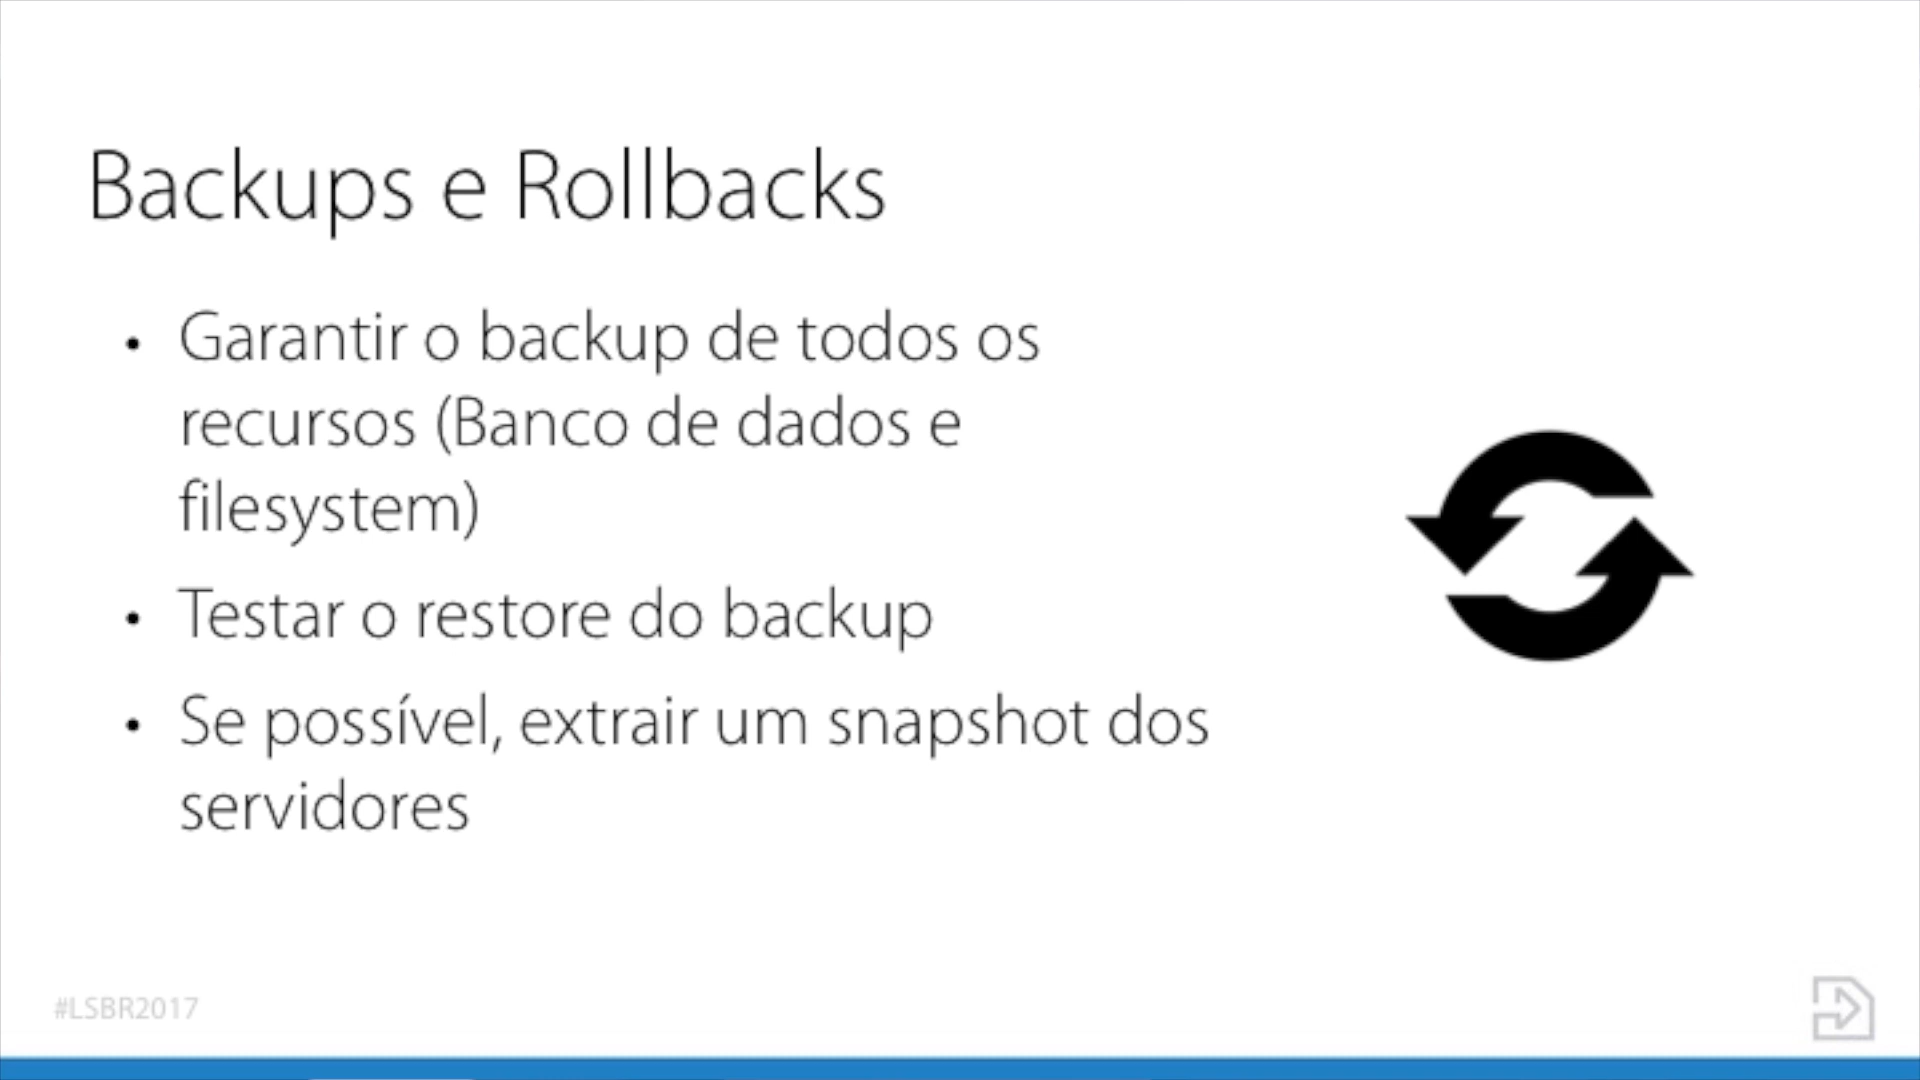 Backups e Rollbacks
• Garantir o backup de todos os
recursos (Banco de dados e
filesystem)
• Testar o restore do backup
• Se possível, extrair um snapshot dos
servidores
#LSBR2017